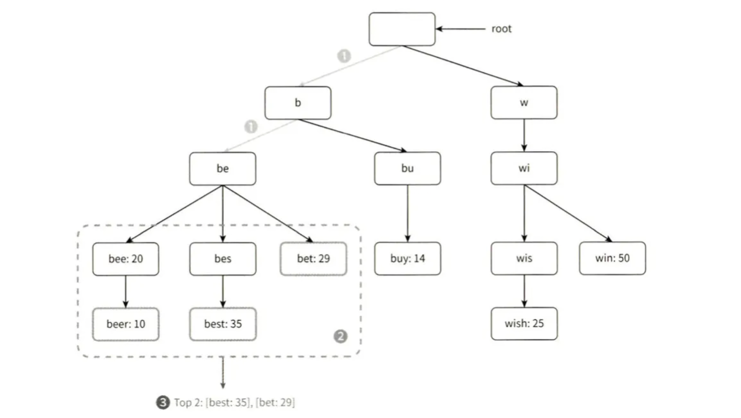 root
1
b
w
1
be
bu
wi
bee: 20
bes
bet: 29
buy: 14
wis
win: 50
beer: 10
best: 35
2
wish: 25
3 Top 2: [best: 35], [bet: 29]